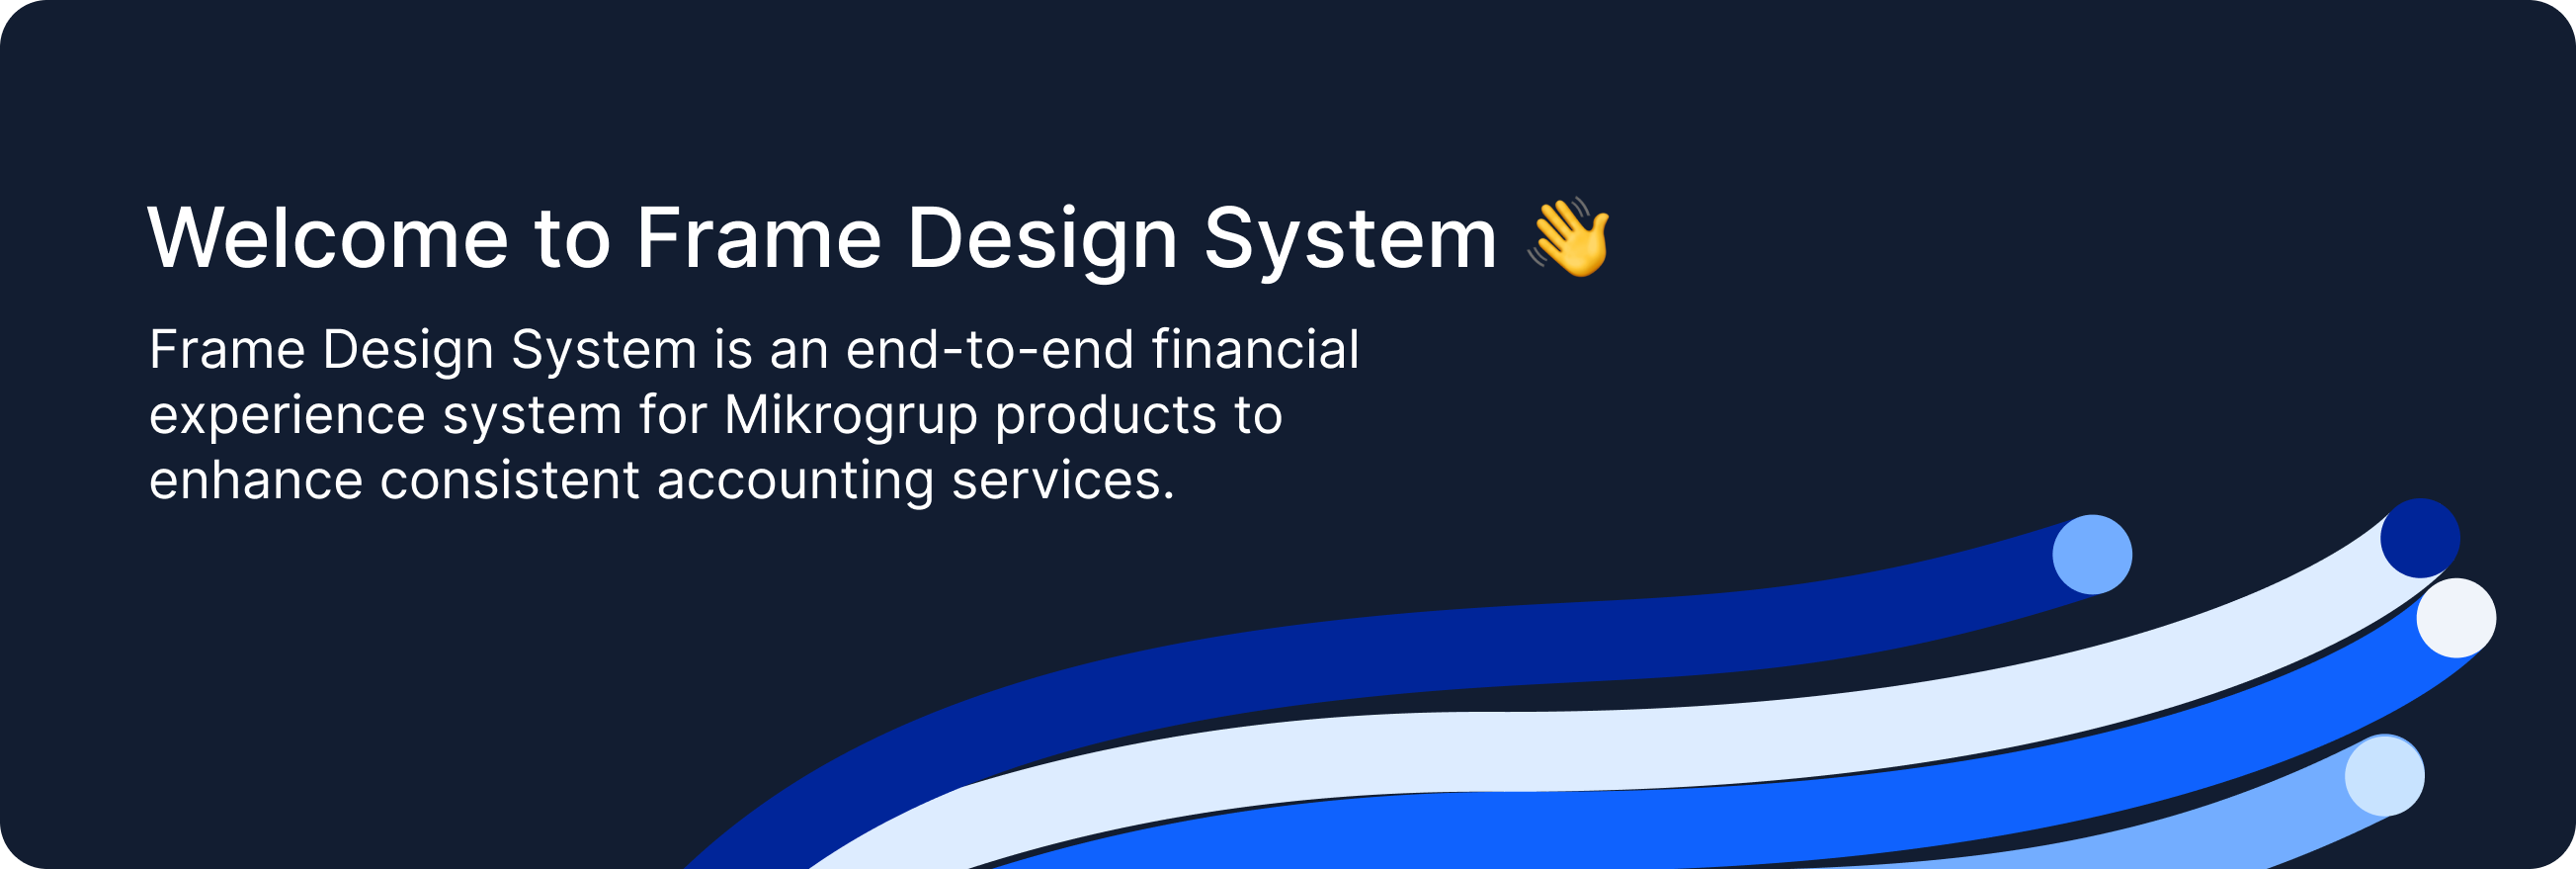 Welcome to Frame Design System 👋
Frame Design System is an end-to-end financial
experience system for Mikrogrup products to
enhance consistent accounting services.